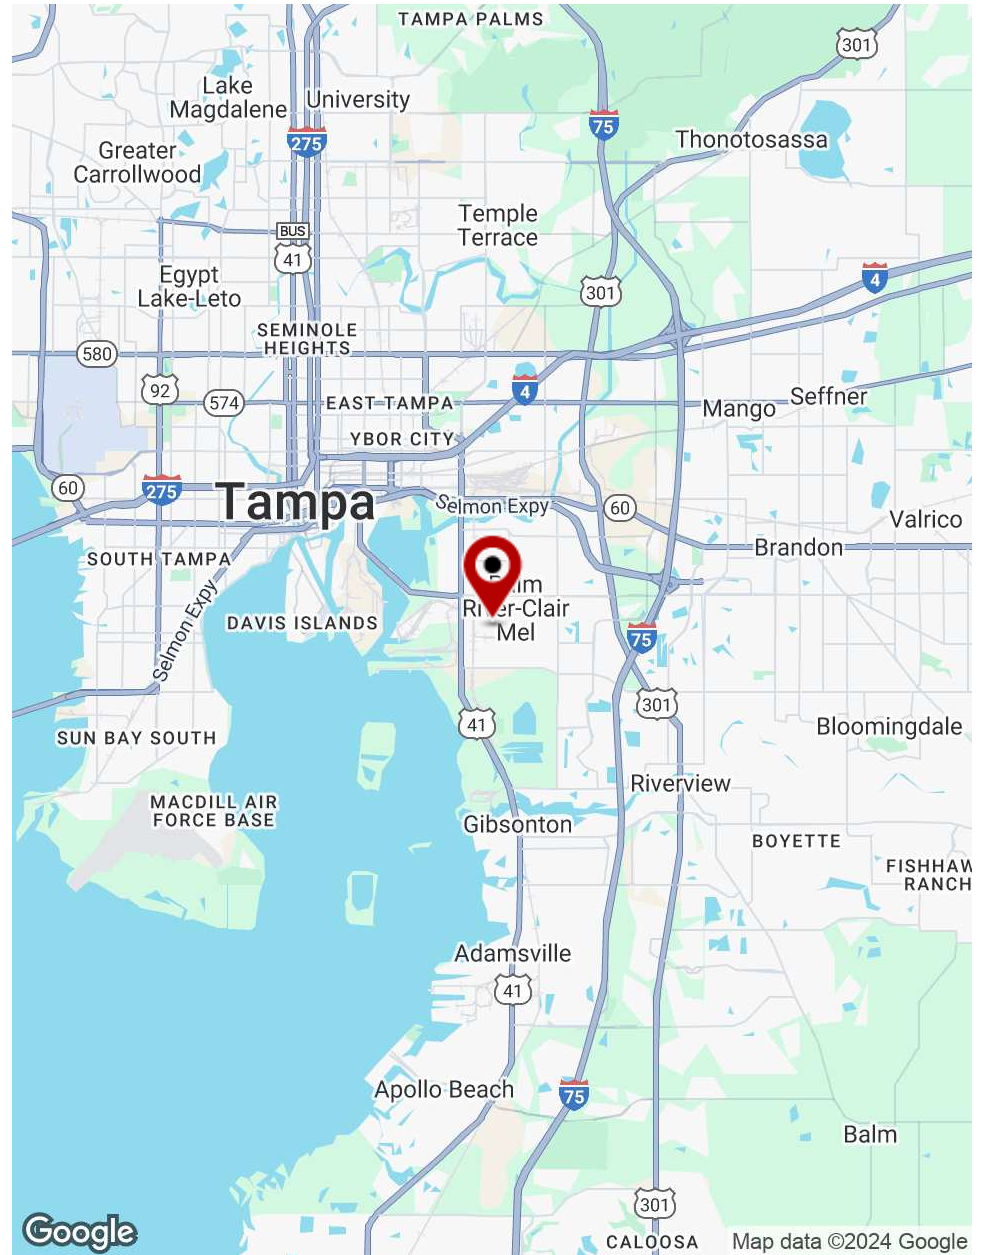 TAMPA PALMS
301
Lake
Magdalene
University
75
275
Thonotosassa
Greater
Carrollwood
Temple
Terrace
BUS
41
Egypt
Lake-Leto
301
4
SEMINOLE
HEIGHTS
580
92
574
4
EAST TAMPA
Mango
Seffner
YBOR CITY
60
275
Tampa
Selmon Expy
60
Valrico
SOUTH TAMPA
Brandon
River-Clair
Mel
Selmon Expy
DAVIS ISLANDS
75
301
41
SUN BAY SOUTH
Bloomingdale
Riverview
MACDILL AIR
FORCE BASE
Gibsonton
BOYETTE
FISHHAW
RANCH
Adamsville
41
Apollo Beach
75
Balm
301
CALOOSA
Google
Map data ©2024 Google